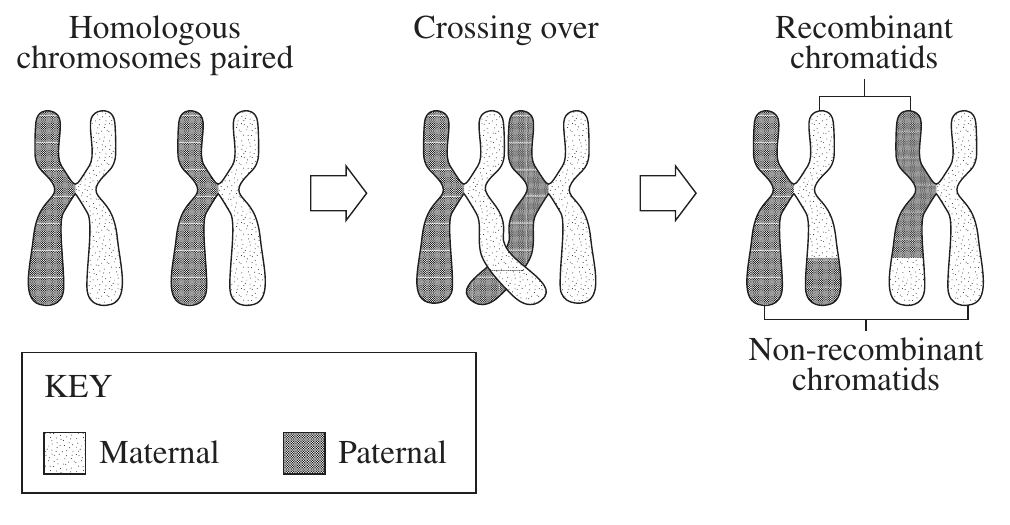 Homologous
chromosomes paired
Crossing over
Recombinant
chromatids
Non-recombinant
chromatids
KEY
Maternal
Paternal